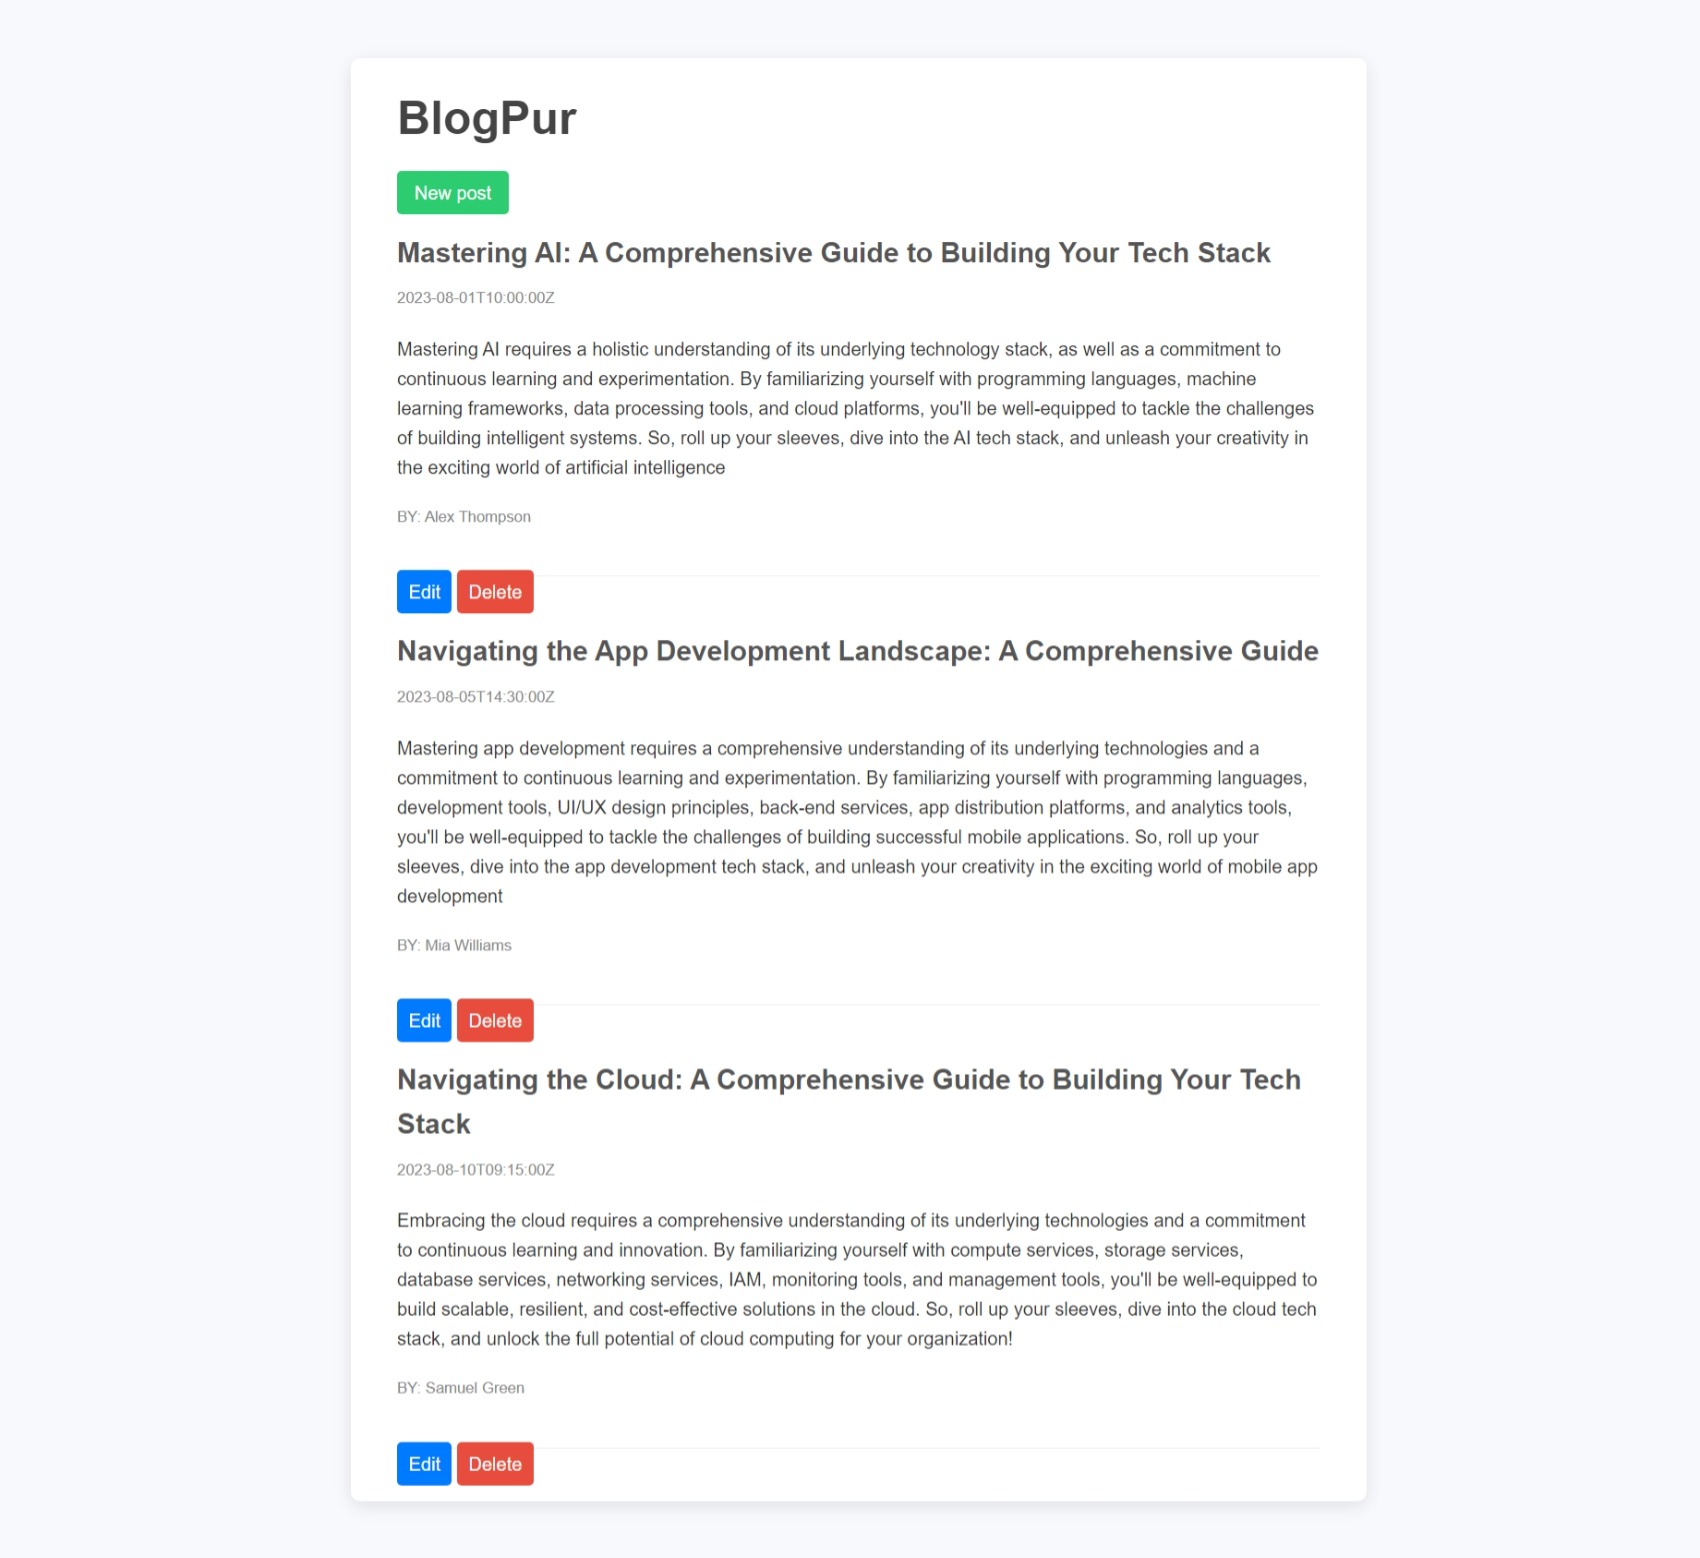 BlogPur
New post
Mastering AI: A Comprehensive Guide to Building Your Tech Stack
2023-08-01T10:00:00Z
Mastering AI requires a holistic understanding of its underlying technology stack, as well as a commitment to
continuous learning and experimentation. By familiarizing yourself with programming languages, machine
learning frameworks, data processing tools, and cloud platforms, you'll be well-equipped to tackle the challenges
of building intelligent systems. So, roll up your sleeves, dive into the AI tech stack, and unleash your creativity in
the exciting world of artificial intelligence
BY: Alex Thompson
Edit Delete
Navigating the App Development Landscape: A Comprehensive Guide
2023-08-05T14:30:00Z
Mastering app development requires a comprehensive understanding of its underlying technologies and a
commitment to continuous learning and experimentation. By familiarizing yourself with programming languages,
development tools, UI/UX design principles, back-end services, app distribution platforms, and analytics tools,
you'll be well-equipped to tackle the challenges of building successful mobile applications. So, roll up your
sleeves, dive into the app development tech stack, and unleash your creativity in the exciting world of mobile app
development
BY: Mia Williams
Edit Delete
Navigating the Cloud: A Comprehensive Guide to Building Your Tech
Stack
2023-08-10T09:15:00Z
Embracing the cloud requires a comprehensive understanding of its underlying technologies and a commitment
to continuous learning and innovation. By familiarizing yourself with compute services, storage services,
database services, networking services, IAM, monitoring tools, and management tools, you'll be well-equipped to
build scalable, resilient, and cost-effective solutions in the cloud. So, roll up your sleeves, dive into the cloud tech
stack, and unlock the full potential of cloud computing for your organization!
BY: Samuel Green
Edit Delete